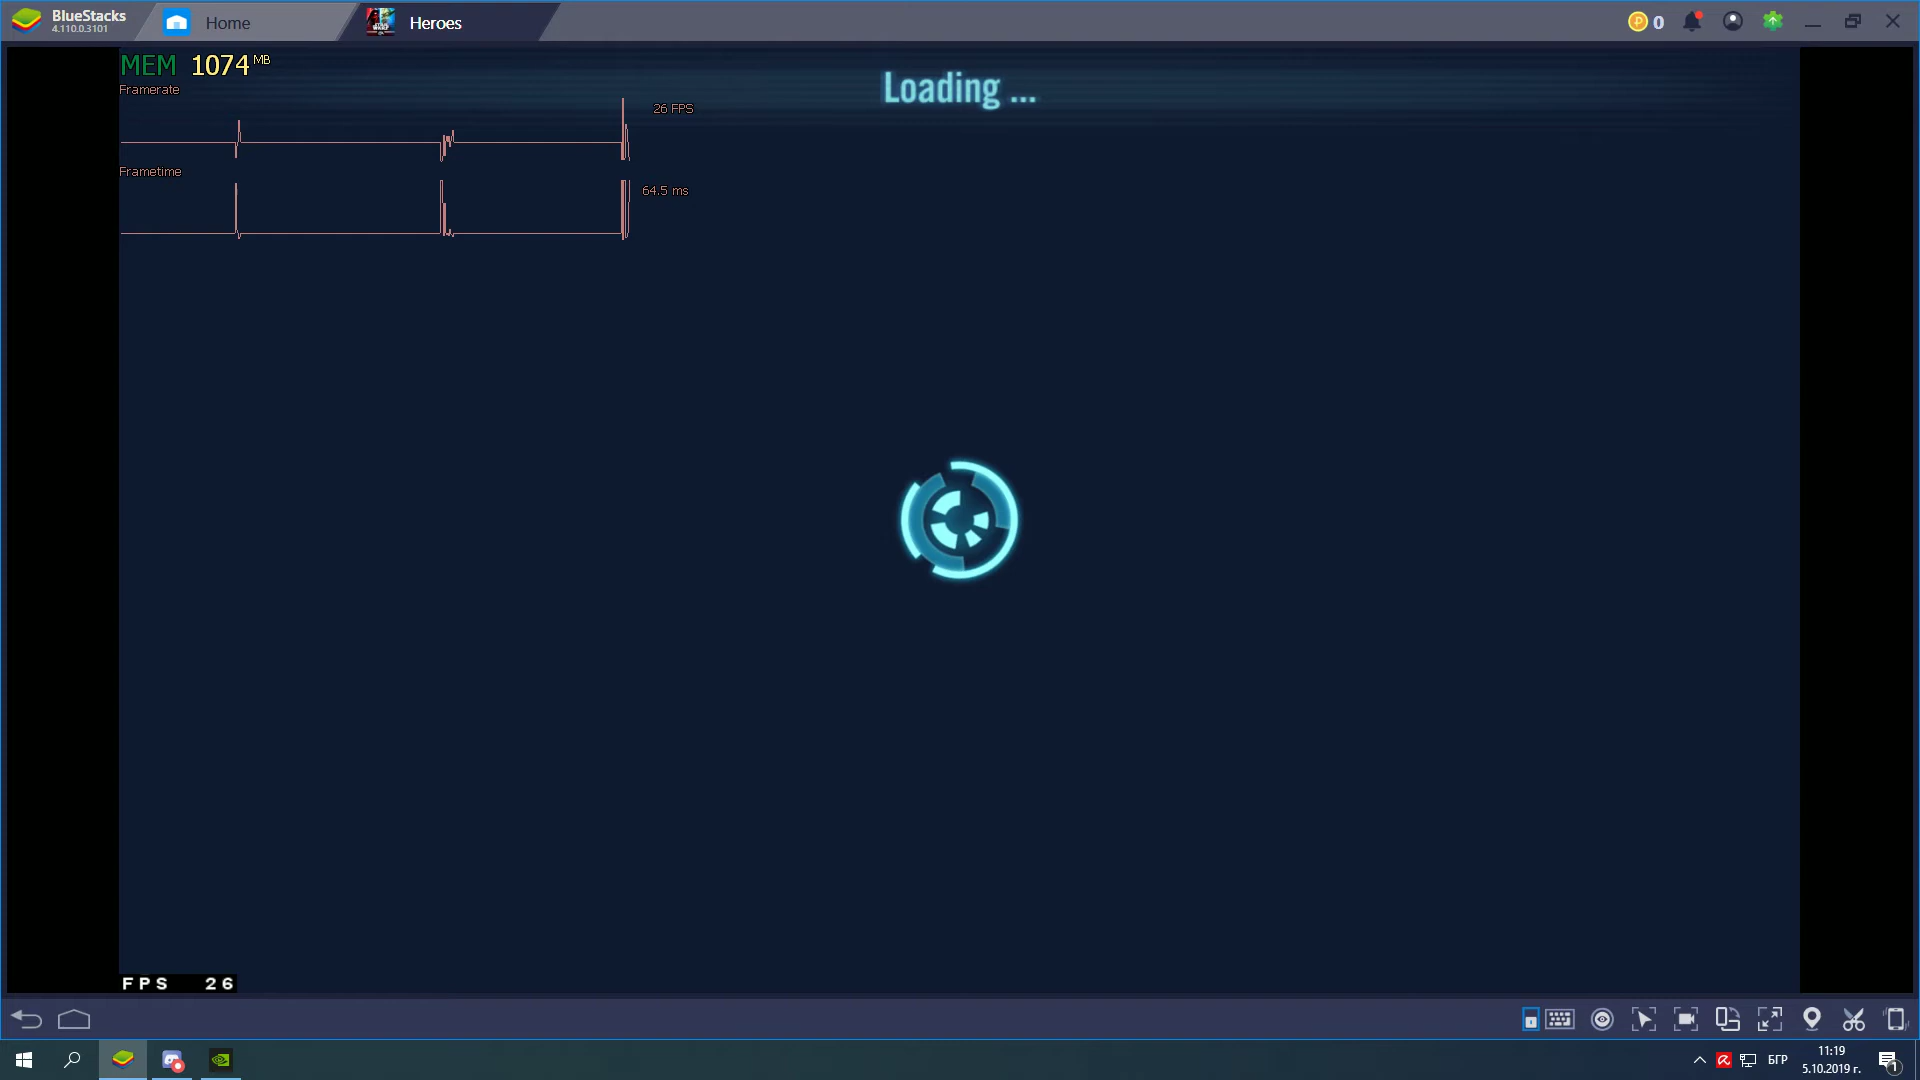 BlueStacks
4.110.0.3101
Home
Heroes
0
MEM 1074 MB
Framerate
Loading ...
26 FPS
Frametime
64.5 ms
FPS 26
БГР
11:19
5.10.2019 г.
1